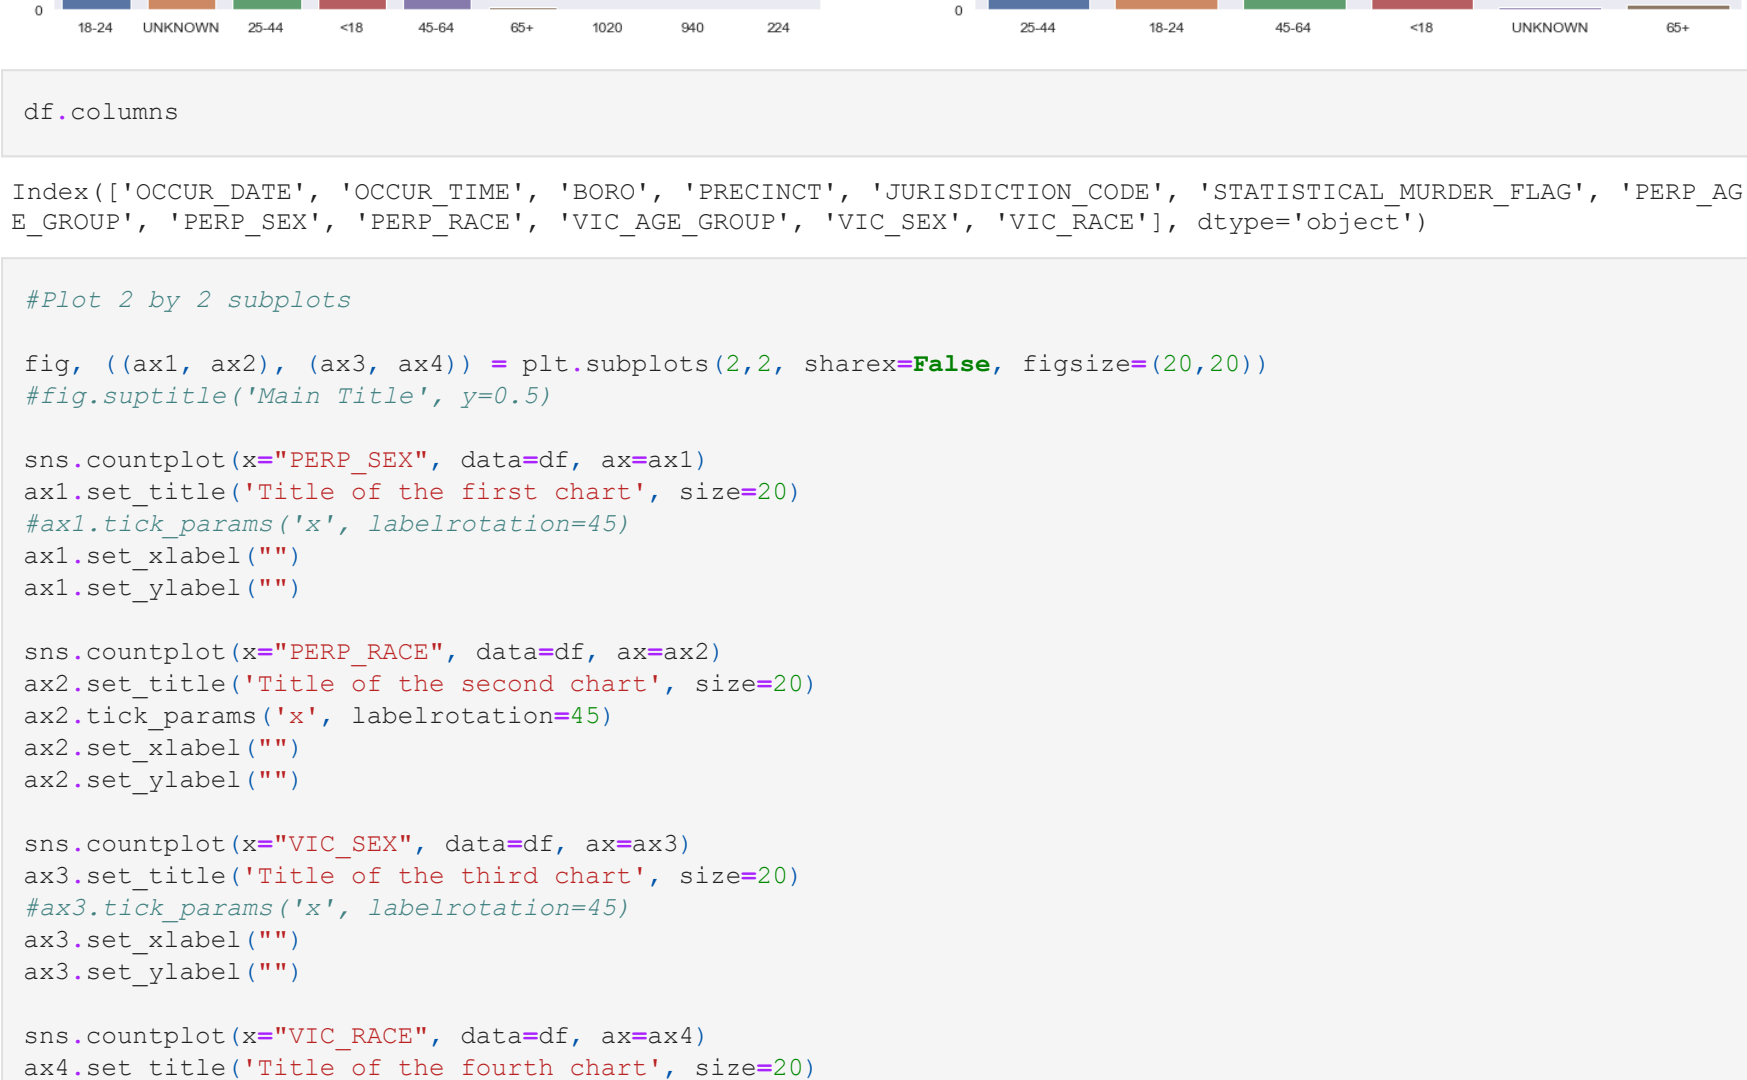 0 0
18-24 UNKNOWN 25-44 <18 45-64 65+ 1020 940 224 25-44 18-24 45-64 <18 UNKNOWN 65+
df.columns
Index(['OCCUR_DATE', 'OCCUR_TIME', 'BORO', 'PRECINCT', 'JURISDICTION_CODE', 'STATISTICAL_MURDER_FLAG', 'PERP_AG
E_GROUP', 'PERP_SEX', 'PERP_RACE', 'VIC_AGE_GROUP', 'VIC_SEX', 'VIC_RACE'], dtype='object')
#Plot 2 by 2 subplots
fig, ((ax1, ax2), (ax3, ax4)) = plt.subplots(2,2, sharex=False, figsize=(20,20))
#fig.suptitle('Main Title', y=0.5)
sns.countplot(x="PERP_SEX", data=df, ax=ax1)
ax1.set_title('Title of the first chart', size=20)
#ax1.tick_params('x', labelrotation=45)
ax1.set_xlabel("")
ax1.set_ylabel("")
sns.countplot(x="PERP_RACE", data=df, ax=ax2)
ax2.set_title('Title of the second chart', size=20)
ax2.tick_params('x', labelrotation=45)
ax2.set_xlabel("")
ax2.set_ylabel("")
sns.countplot(x="VIC_SEX", data=df, ax=ax3)
ax3.set_title('Title of the third chart', size=20)
#ax3.tick_params('x', labelrotation=45)
ax3.set_xlabel("")
ax3.set_ylabel("")
sns.countplot(x="VIC_RACE", data=df, ax=ax4)
ax4.set_title('Title of the fourth chart', size=20)